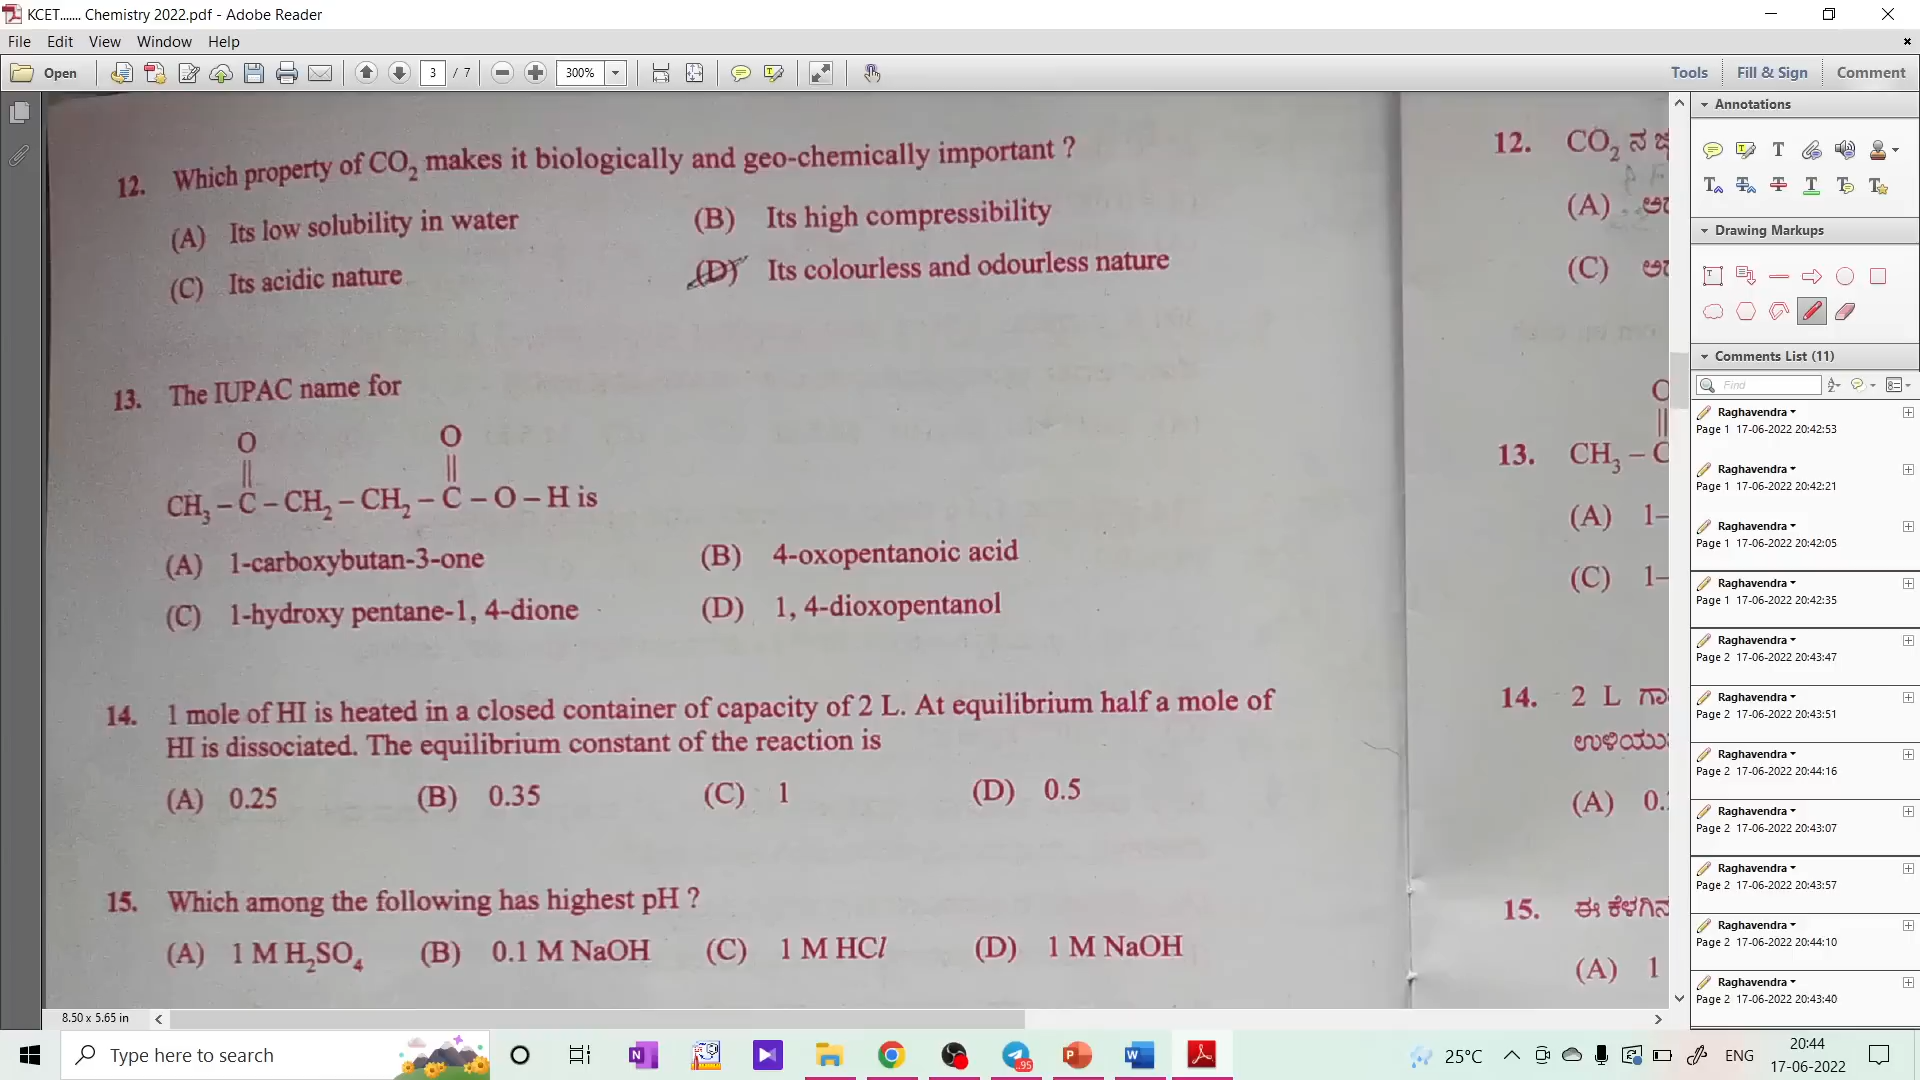 KCET....... Chemistry 2022.pdf - Adobe Reader
File Edit View Window Help
Open 3 / 7 300% Tools Fill & Sign Comment
12. Which property of CO₂ makes it biologically and geo-chemically important ?
(A) Its low solubility in water (B) Its high compressibility
(C) Its acidic nature (D) Its colourless and odourless nature
13. The IUPAC name for
O O
|| ||
CH₃ – C – CH₂ – CH₂ – C – O – H is
(A) 1-carboxybutan-3-one (B) 4-oxopentanoic acid
(C) 1-hydroxy pentane-1, 4-dione (D) 1, 4-dioxopentanol
14. 1 mole of HI is heated in a closed container of capacity of 2 L. At equilibrium half a mole of
HI is dissociated. The equilibrium constant of the reaction is
(A) 0.25 (B) 0.35 (C) 1 (D) 0.5
15. Which among the following has highest pH ?
(A) 1 M H₂SO₄ (B) 0.1 M NaOH (C) 1 M HCl (D) 1 M NaOH
12. CO₂ ನ
(A)
(C)
O
||
13. CH₃ – C
(A) 1–
(C) 1–
14. 2 L
(A) 0.
15. ಈ
(A) 1
Annotations
Drawing Markups
Comments List (11)
Find
Raghavendra
Page 1 17-06-2022 20:42:53
Raghavendra
Page 1 17-06-2022 20:42:21
Raghavendra
Page 1 17-06-2022 20:42:05
Raghavendra
Page 1 17-06-2022 20:42:35
Raghavendra
Page 2 17-06-2022 20:43:47
Raghavendra
Page 2 17-06-2022 20:43:51
Raghavendra
Page 2 17-06-2022 20:44:16
Raghavendra
Page 2 17-06-2022 20:43:07
Raghavendra
Page 2 17-06-2022 20:43:57
Raghavendra
Page 2 17-06-2022 20:44:10
Raghavendra
Page 2 17-06-2022 20:43:40
8.50 x 5.65 in
Type here to search 95 25°C ENG 20:44
17-06-2022